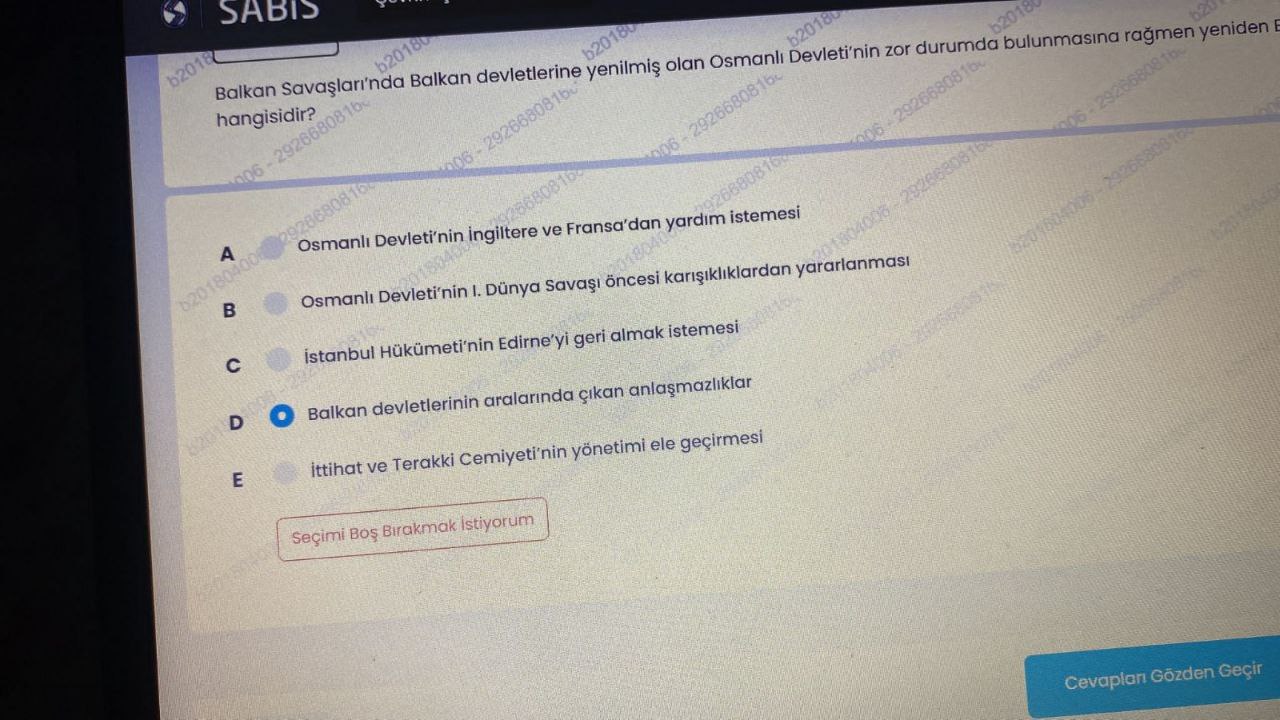 SABİS
Balkan Savaşları'nda Balkan devletlerine yenilmiş olan Osmanlı Devleti'nin zor durumda bulunmasına rağmen yeniden
hangisidir?
A Osmanlı Devleti'nin İngiltere ve Fransa'dan yardım istemesi
B Osmanlı Devleti'nin I. Dünya Savaşı öncesi karışıklıklardan yararlanması
C İstanbul Hükümeti'nin Edirne'yi geri almak istemesi
D Balkan devletlerinin aralarında çıkan anlaşmazlıklar
E İttihat ve Terakki Cemiyeti'nin yönetimi ele geçirmesi
Seçimi Boş Bırakmak İstiyorum
Cevapları Gözden Geçir